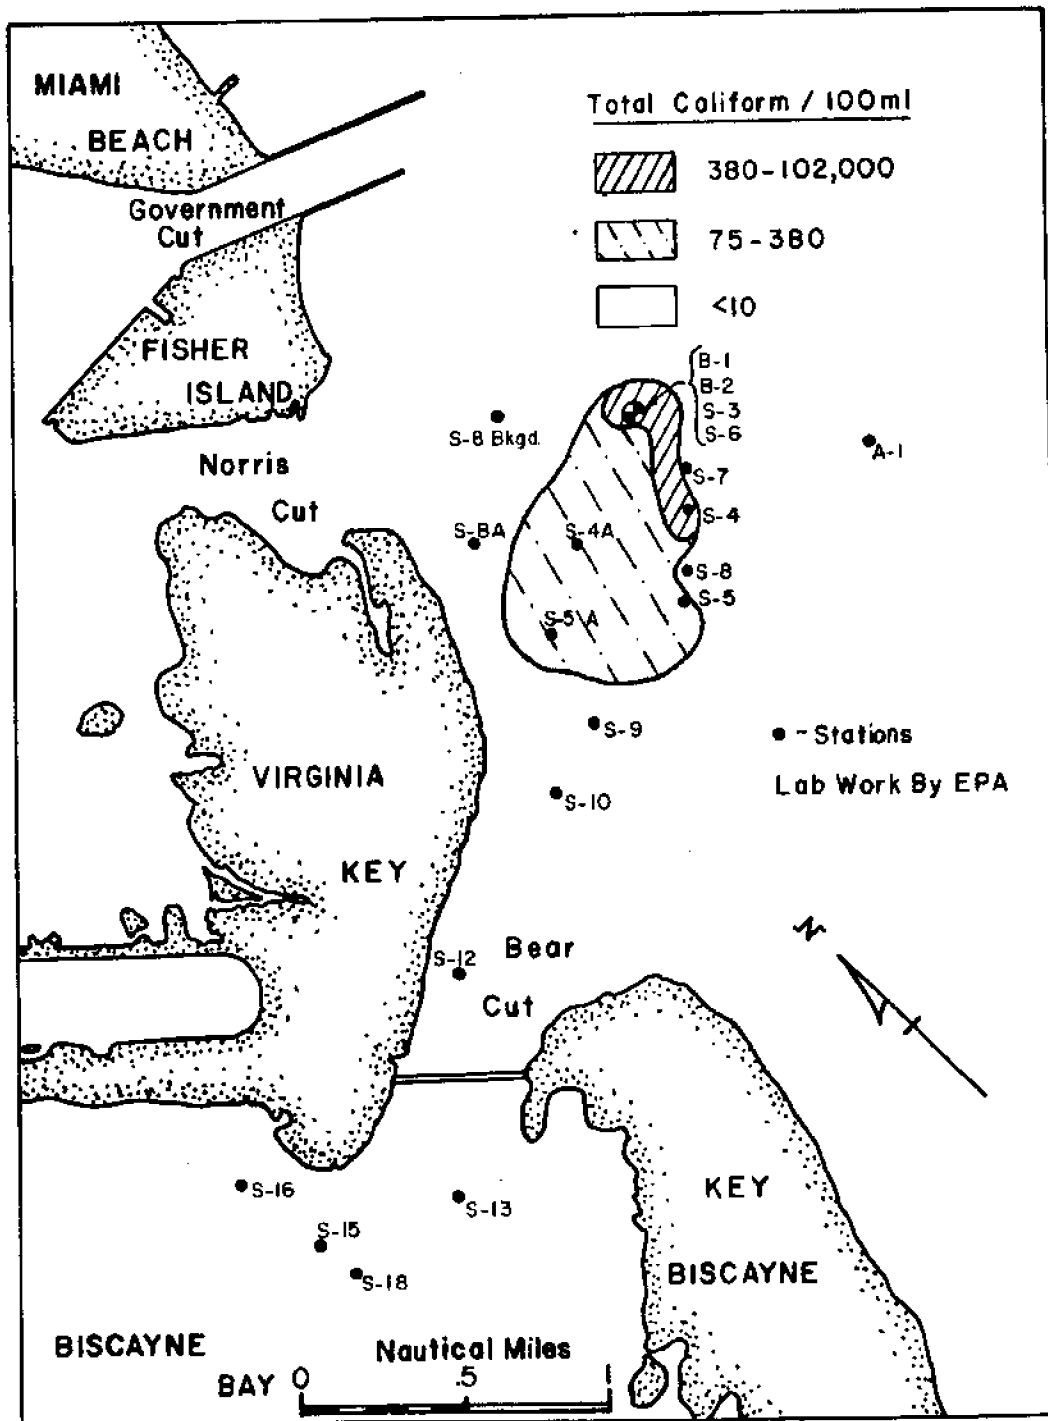 MIAMI
BEACH
Government
Cut
FISHER
ISLAND
Norris
Cut
Total Caliform / 100ml
380-102,000
75-380
<10
B-1
B-2
S-3
S-6
S-8 Bkgd.
A-1
S-7
S-4
S-8A
S-4A
S-8
S-5
S-5A
S-9
● - Stations
Lab Work By EPA
S-10
VIRGINIA
KEY
S-12
Bear
Cut
N
S-16
S-13
S-15
S-18
KEY
BISCAYNE
BISCAYNE
BAY
Nautical Miles
0 .5 1